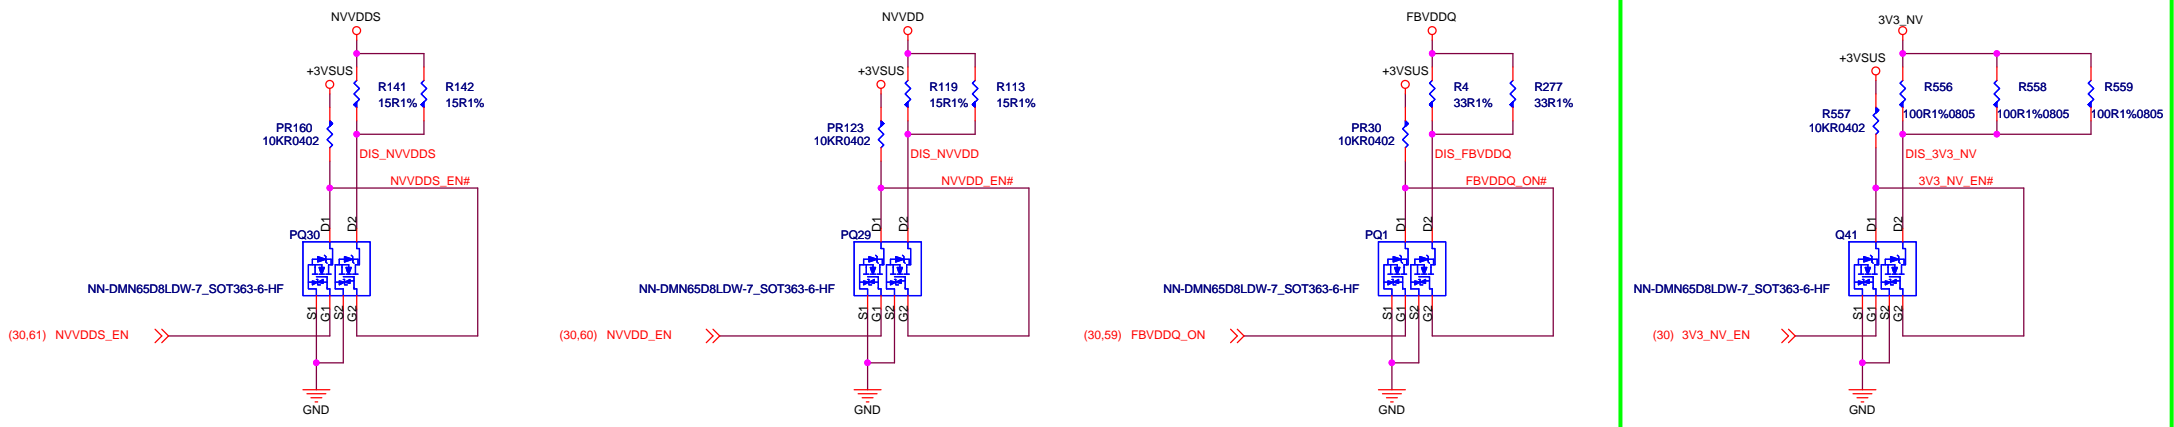 NVVDDS
+3VSUS
R141
15R1%
R142
15R1%
PR160
10KR0402
DIS_NVVDDS
NVVDDS_EN#
D1
D2
PQ30
NN-DMN65D8LDW-7_SOT363-6-HF
S1
G1
S2
G2
(30,61) NVVDDS_EN
GND
NVVDD
+3VSUS
R119
15R1%
R113
15R1%
PR123
10KR0402
DIS_NVVDD
NVVDD_EN#
D1
D2
PQ29
NN-DMN65D8LDW-7_SOT363-6-HF
S1
G1
S2
G2
(30,60) NVVDD_EN
GND
FBVDDQ
+3VSUS
R4
33R1%
R277
33R1%
PR30
10KR0402
DIS_FBVDDQ
FBVDDQ_ON#
D1
D2
PQ1
NN-DMN65D8LDW-7_SOT363-6-HF
S1
G1
S2
G2
(30,59) FBVDDQ_ON
GND
3V3_NV
+3VSUS
R556
100R1%0805
R558
100R1%0805
R559
100R1%0805
R557
10KR0402
DIS_3V3_NV
3V3_NV_EN#
D1
D2
Q41
NN-DMN65D8LDW-7_SOT363-6-HF
S1
G1
S2
G2
(30) 3V3_NV_EN
GND